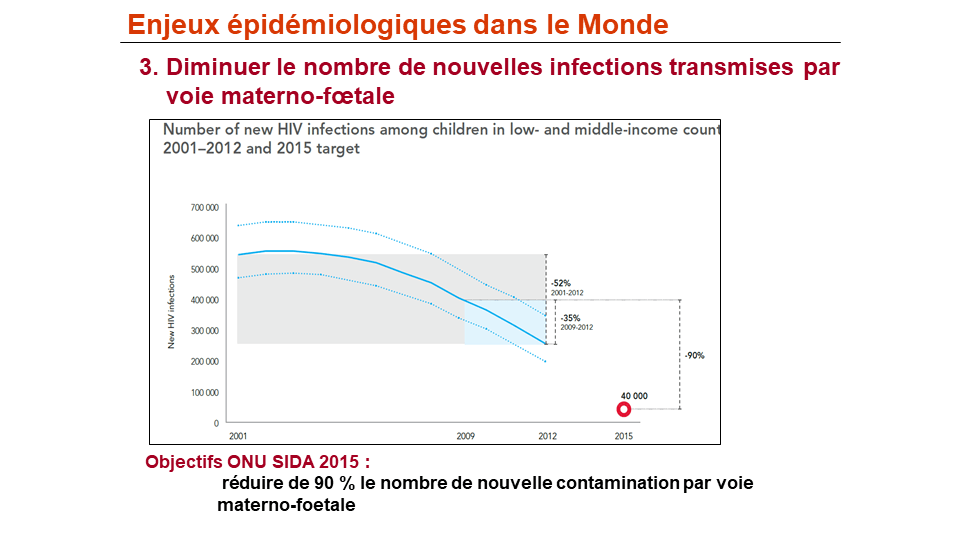 Enjeux épidémiologiques dans le Monde
3. Diminuer le nombre de nouvelles infections transmises par
voie materno-fœtale
Number of new HIV infections among children in low- and middle-income count
2001–2012 and 2015 target
700 000
600 000
500 000
400 000
300 000
200 000
100 000
0
New HIV infections
-52%
2001-2012
-35%
2009-2012
-90%
40 000
2001
2009
2012
2015
Objectifs ONU SIDA 2015 :
réduire de 90 % le nombre de nouvelle contamination par voie
materno-foetale